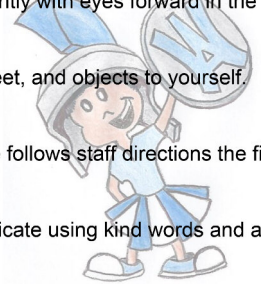 ntly with eyes forward in the
W
eet, and objects to yourself.
follows staff directions the fi
icate using kind words and a